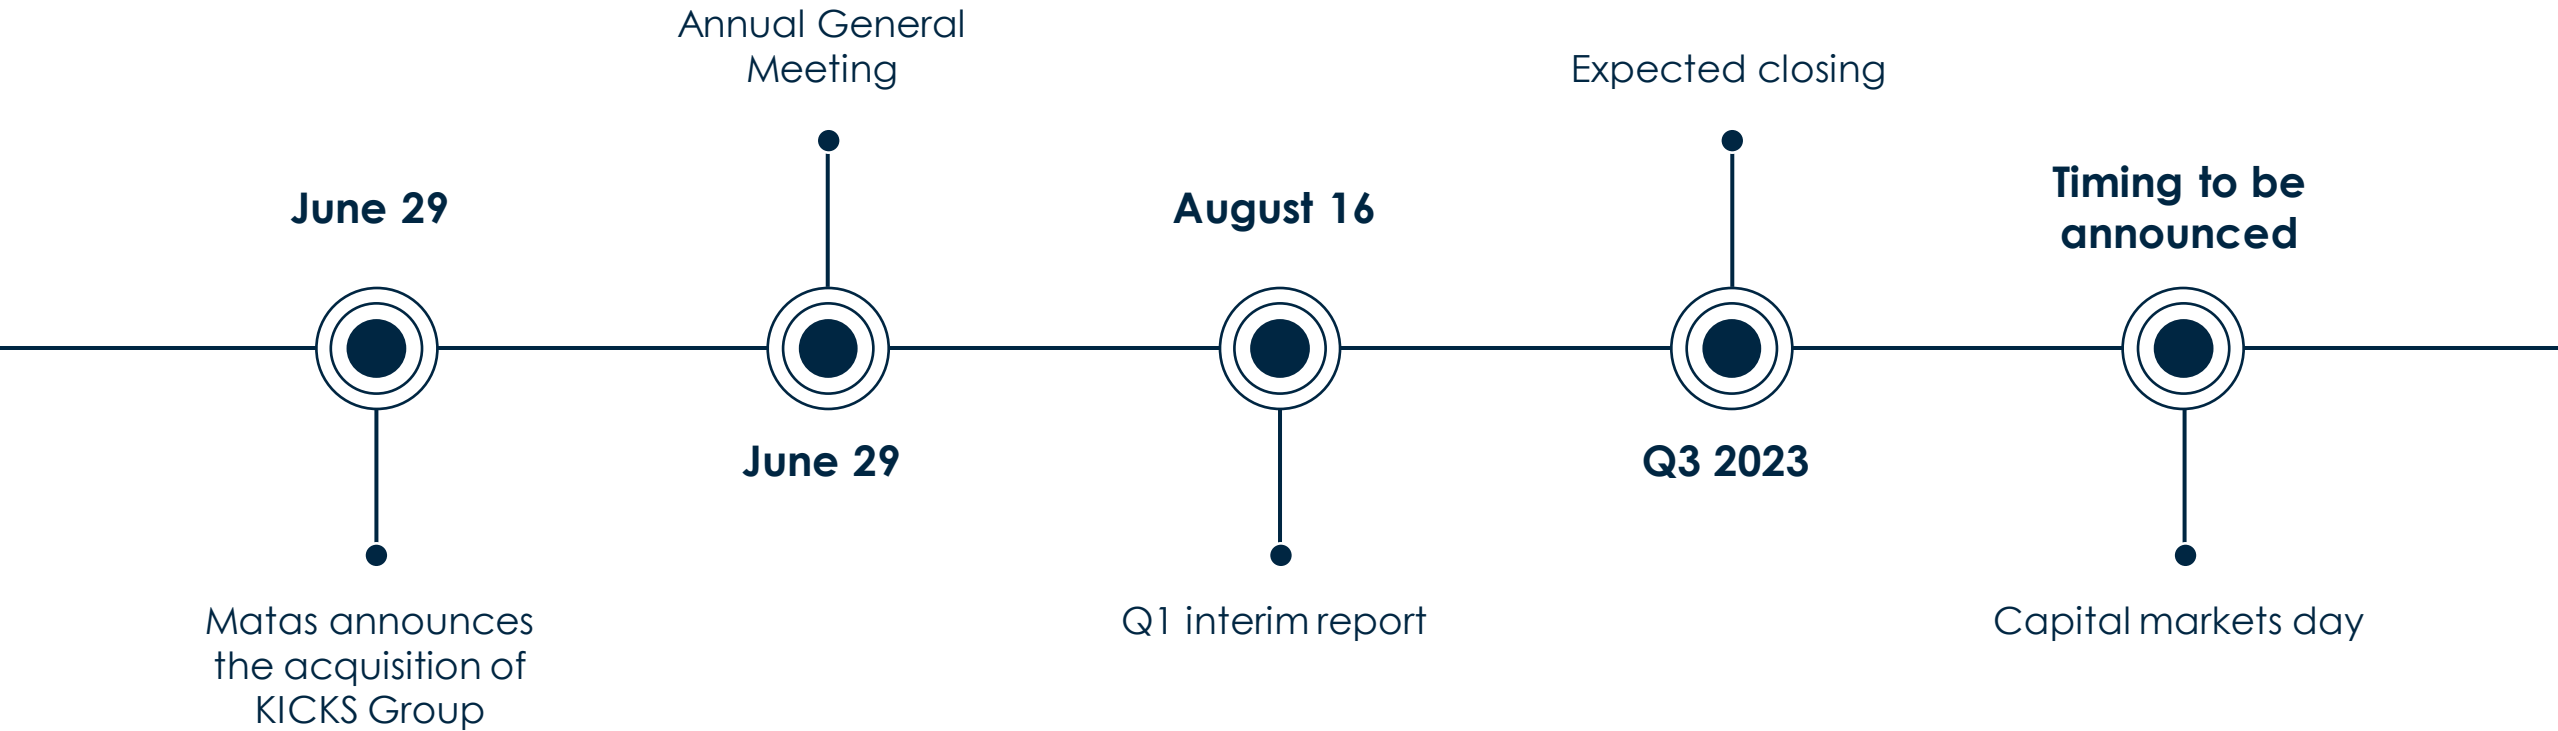 June 29
Matas announces
the acquisition of
KICKS Group
Annual General
Meeting
June 29
August 16
Q1 interim report
Expected closing
Q3 2023
Timing to be
announced
Capital markets day